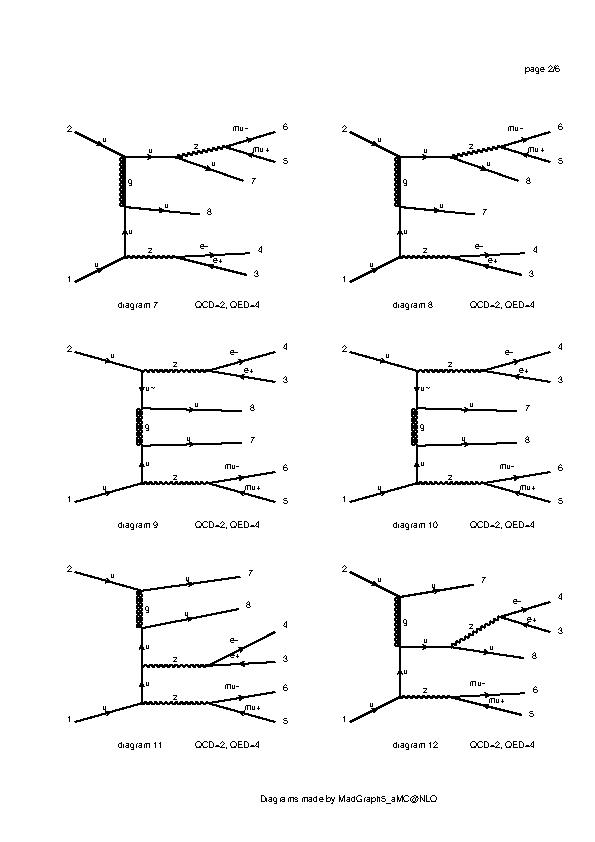 page 2/6
2 u u z mu- 6
mu+ 5
u 7
g
u 8
u
1 u z e- 4
e+ 3
diagram 7 QCD=2, QED=4
2 u u z mu- 6
mu+ 5
u 8
g
u 7
u
1 u z e- 4
e+ 3
diagram 8 QCD=2, QED=4
2 u z e- 4
e+ 3
u~
u 8
g
u 7
u
1 u z mu- 6
mu+ 5
diagram 9 QCD=2, QED=4
2 u z e- 4
e+ 3
u~
u 7
g
u 8
u
1 u z mu- 6
mu+ 5
diagram 10 QCD=2, QED=4
2 u u 7
g
u 8
u
z e- 4
e+ 3
u
1 u z mu- 6
mu+ 5
diagram 11 QCD=2, QED=4
2 u u 7
g
u z e- 4
e+ 3
u 8
u
1 u z mu- 6
mu+ 5
diagram 12 QCD=2, QED=4
Diagrams made by MadGraph5_aMC@NLO